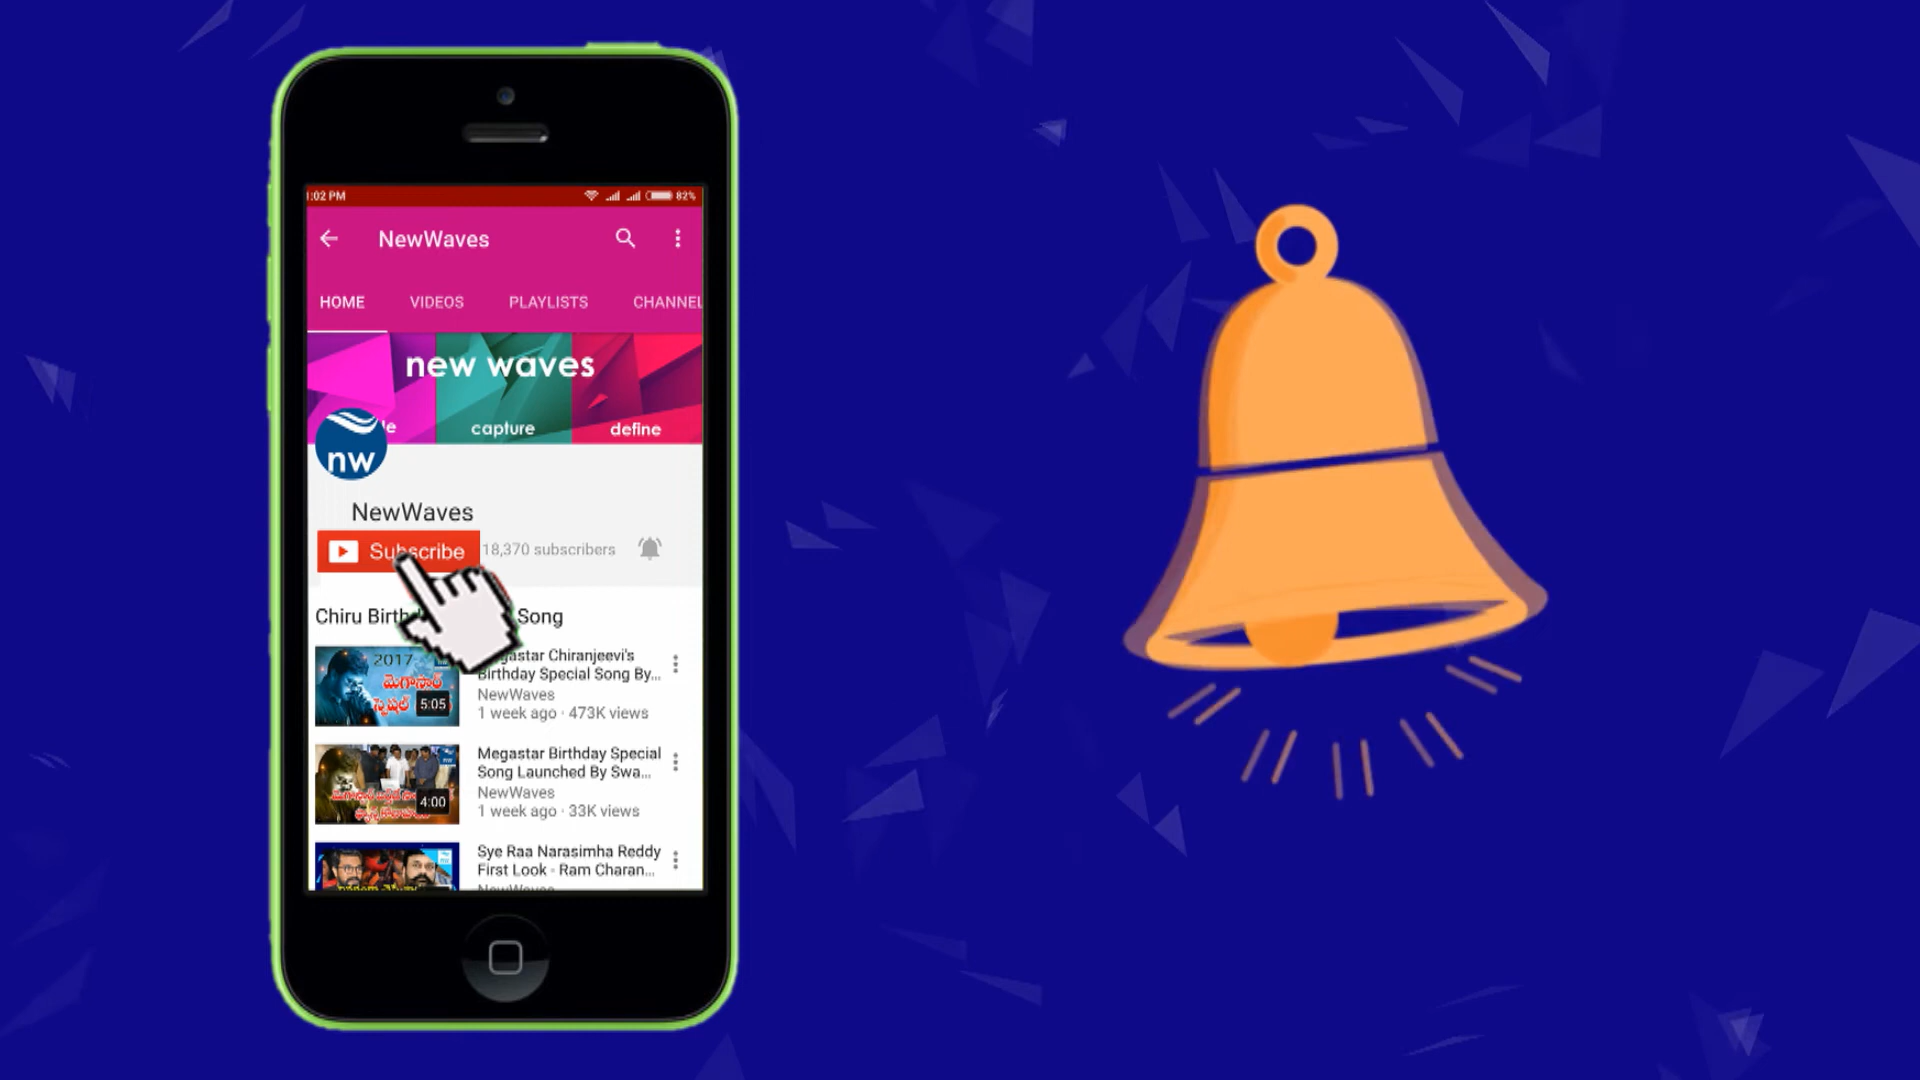 1:02 PM
82%
NewWaves
HOME VIDEOS PLAYLISTS CHANNEL
new waves
capture
define
nw
NewWaves
Subscribe
18,370 subscribers
Song
2017
మెగాస్టార్
స్పెషల్
5:05
Chiranjeevi's
Birthday Special Song By...
NewWaves
1 week ago · 473K views
4:00
Megastar Birthday Special
Song Launched By Swa...
NewWaves
1 week ago · 33K views
Sye Raa Narasimha Reddy
First Look - Ram Charan...